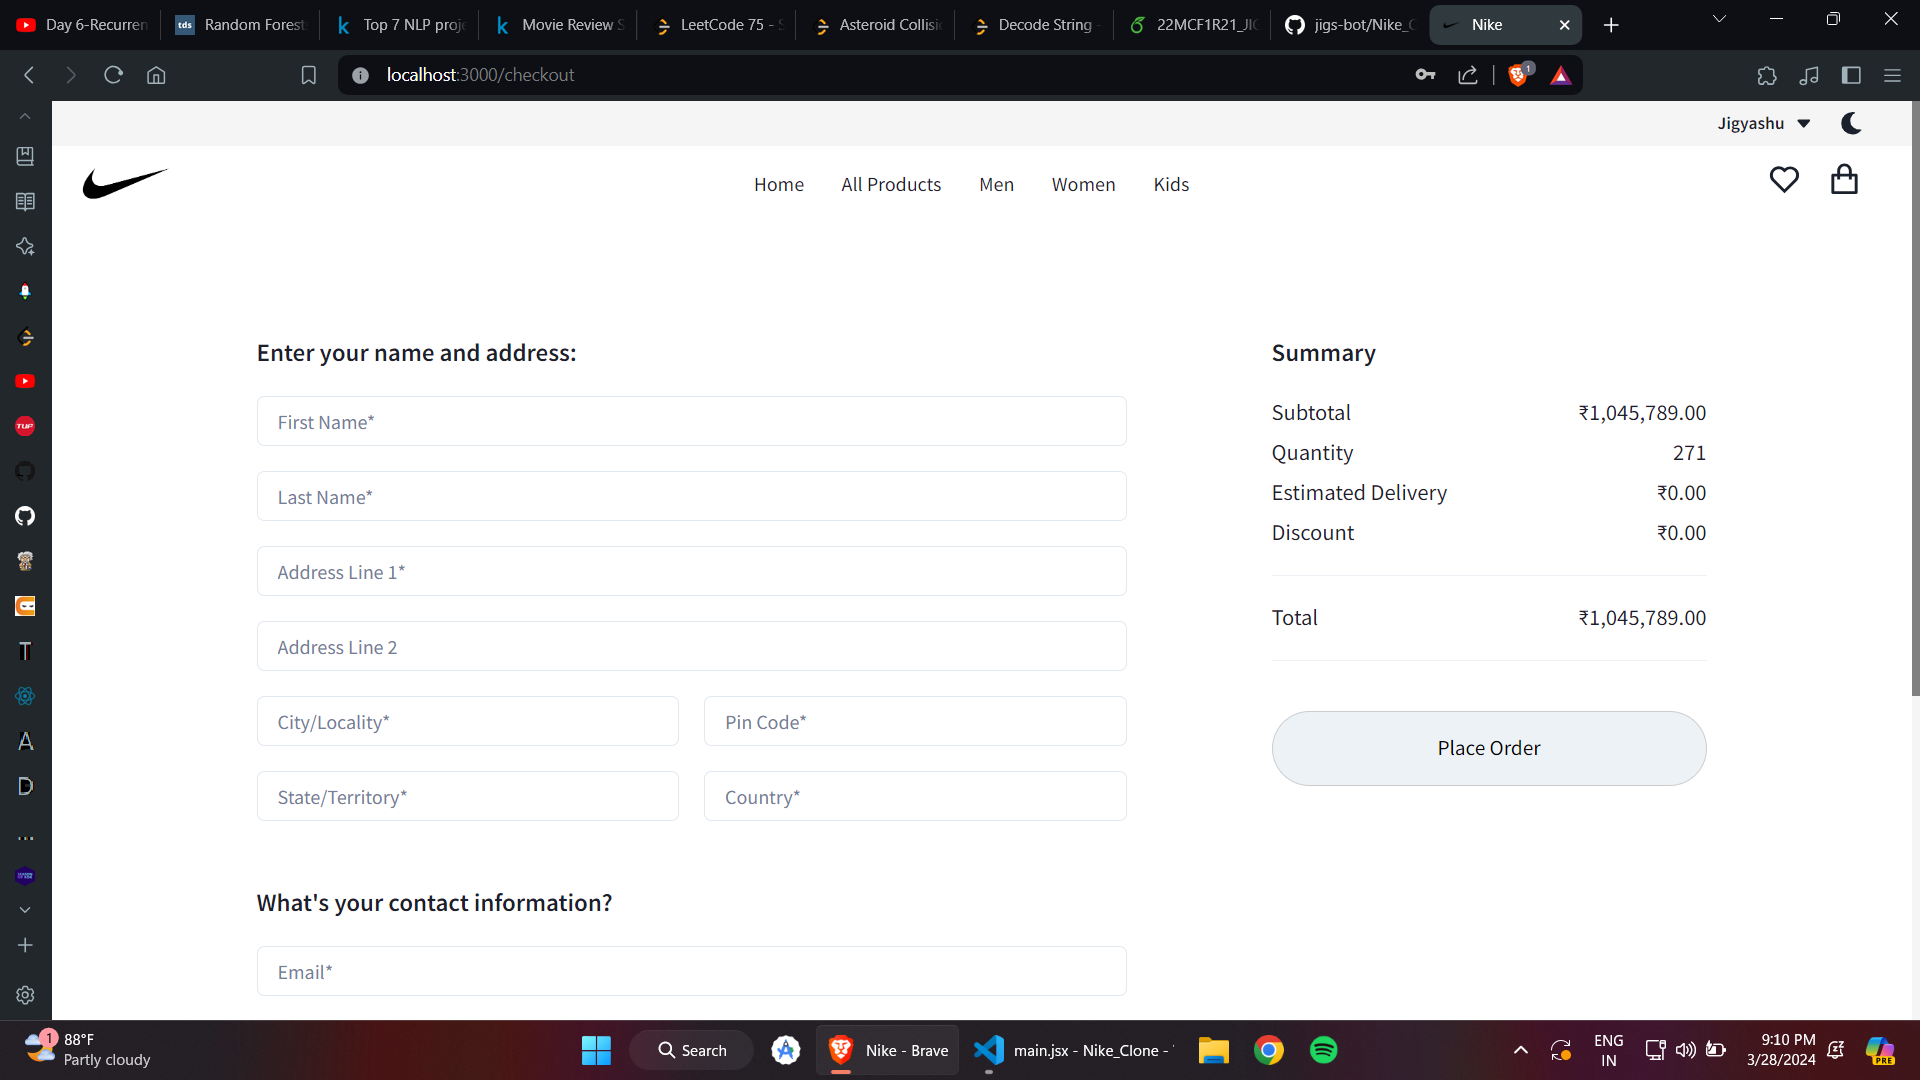 Day 6-Recurren
tds Random Forest
Top 7 NLP proje
Movie Review S
LeetCode 75 - S
Asteroid Collisio
Decode String -
22MCF1R21_JIG
jigs-bot/Nike_C
Nike
localhost:3000/checkout
1
Jigyashu
Home
All Products
Men
Women
Kids
Enter your name and address:
First Name*
Last Name*
Address Line 1*
Address Line 2
City/Locality*
Pin Code*
State/Territory*
Country*
What's your contact information?
Email*
Summary
Subtotal ₹1,045,789.00
Quantity 271
Estimated Delivery ₹0.00
Discount ₹0.00
Total ₹1,045,789.00
Place Order
TUF
T
A
D
1
88°F
Partly cloudy
Search
Nike - Brave
main.jsx - Nike_Clone -
ENG
IN
9:10 PM
3/28/2024
PRE